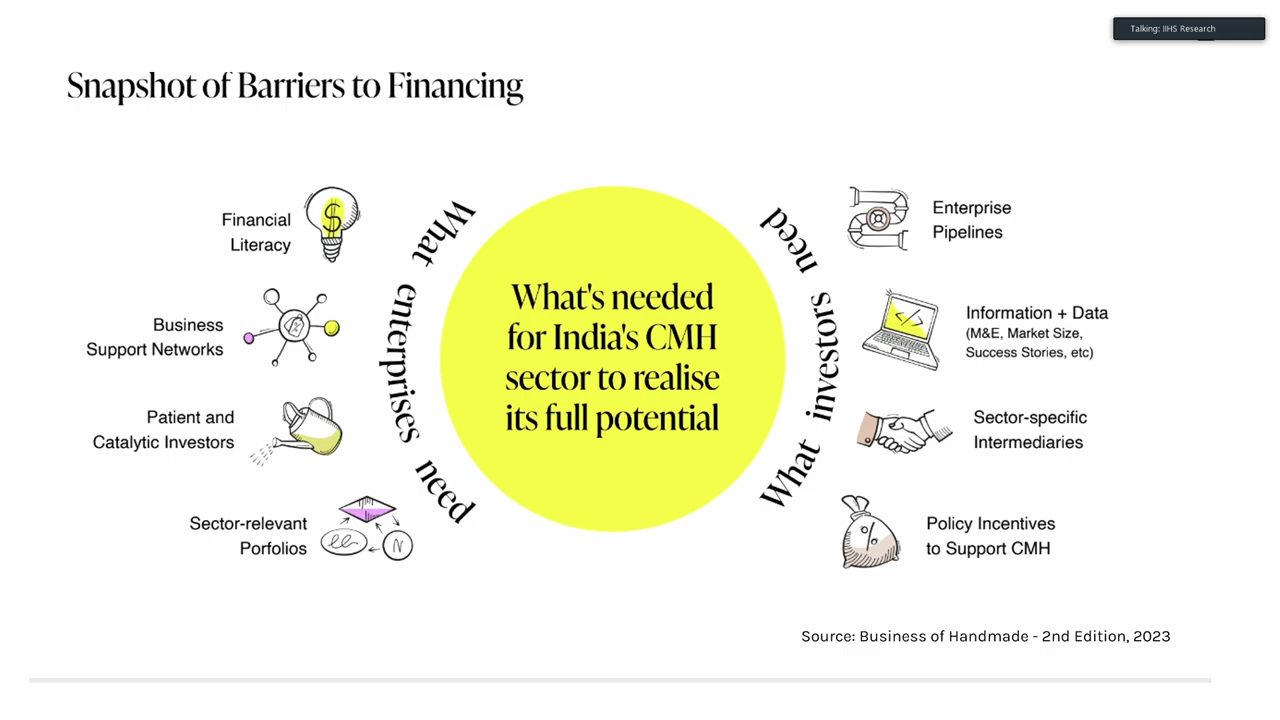 Talking: IIHS Research
Snapshot of Barriers to Financing
What enterprises need
Financial
Literacy
Business
Support Networks
Patient and
Catalytic Investors
Sector-relevant
Porfolios
What's needed
for India's CMH
sector to realise
its full potential
What investors need
Enterprise
Pipelines
Information + Data
(M&E, Market Size,
Success Stories, etc)
Sector-specific
Intermediaries
Policy Incentives
to Support CMH
Source: Business of Handmade - 2nd Edition, 2023